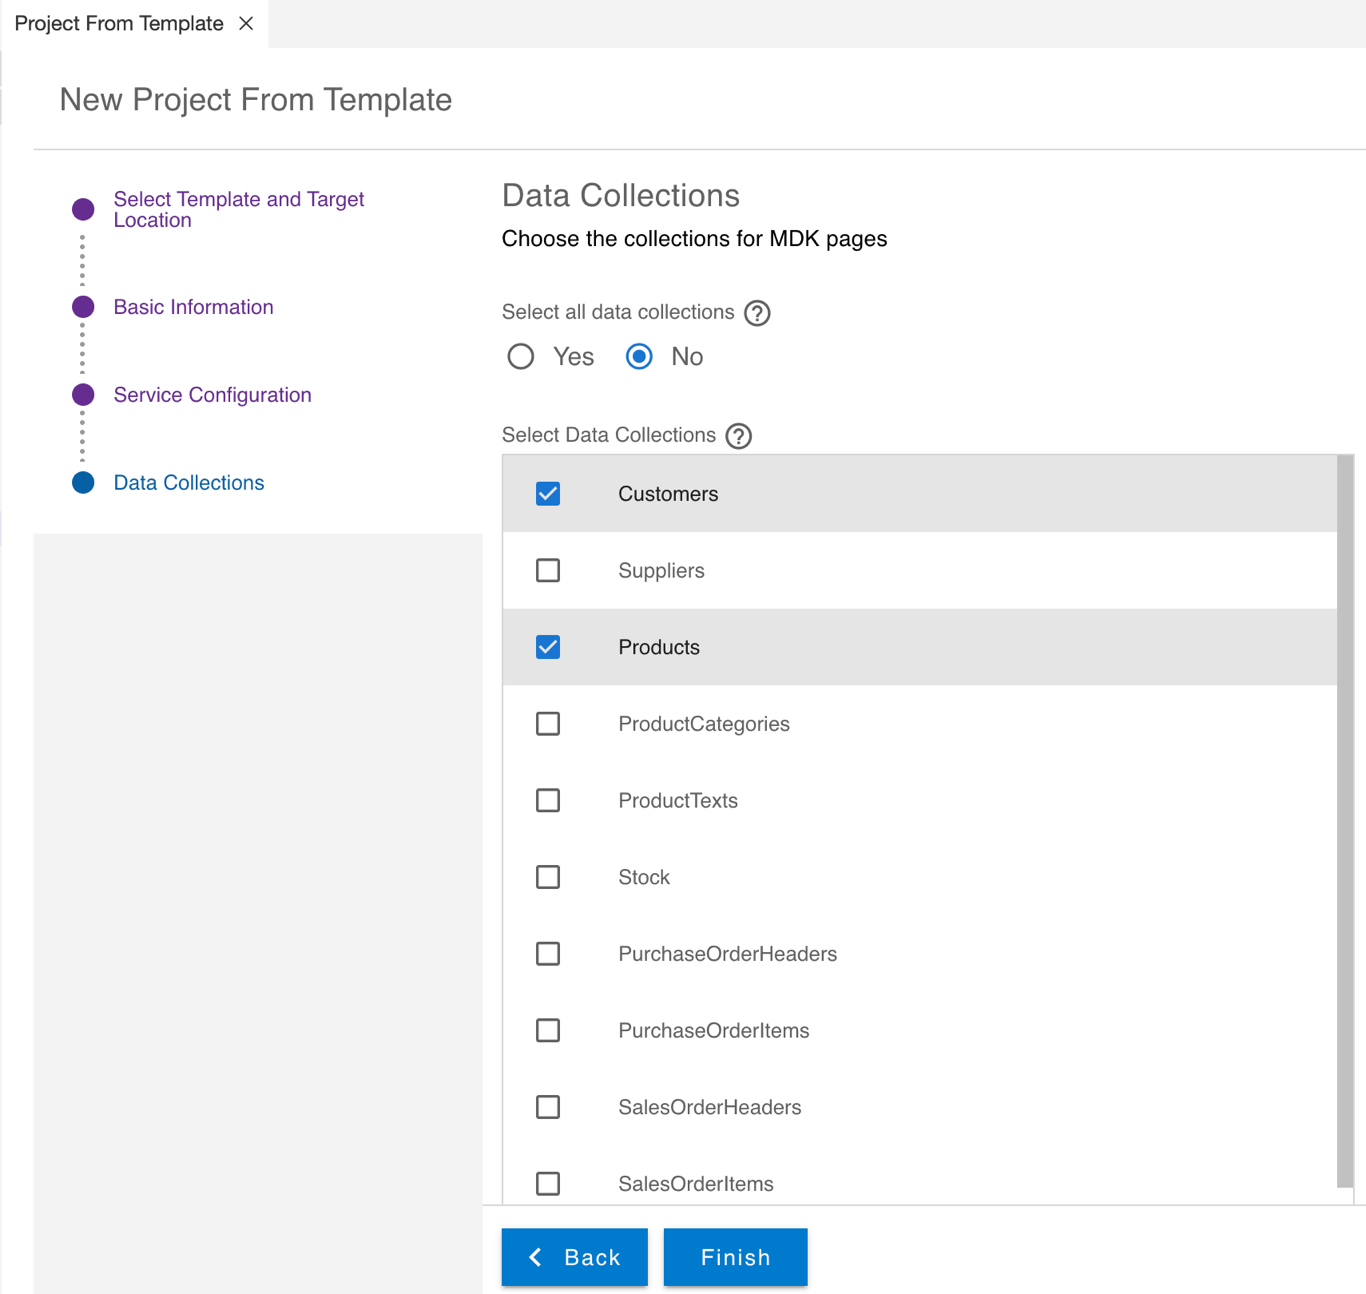 Project From Template
New Project From Template
Select Template and Target
Location
Basic Information
Service Configuration
Data Collections
Data Collections
Choose the collections for MDK pages
Select all data collections ?
Yes No
Select Data Collections ?
Customers
Suppliers
Products
ProductCategories
ProductTexts
Stock
PurchaseOrderHeaders
PurchaseOrderItems
SalesOrderHeaders
SalesOrderItems
Back Finish